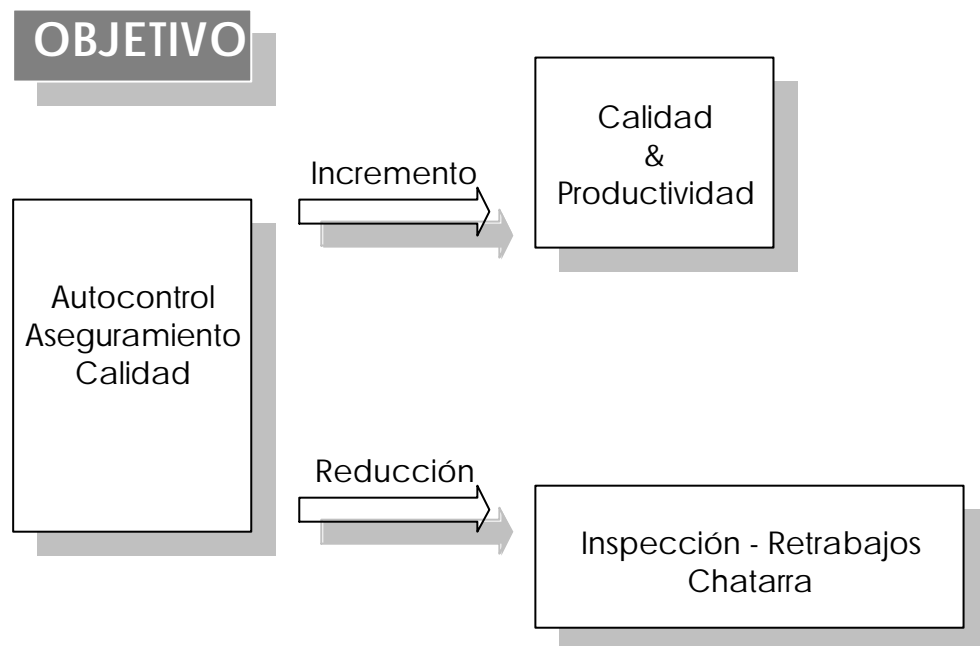 OBJETIVO
Incremento
Calidad
&
Productividad
Autocontrol
Aseguramiento
Calidad
Reducción
Inspección - Retrabajos
Chatarra